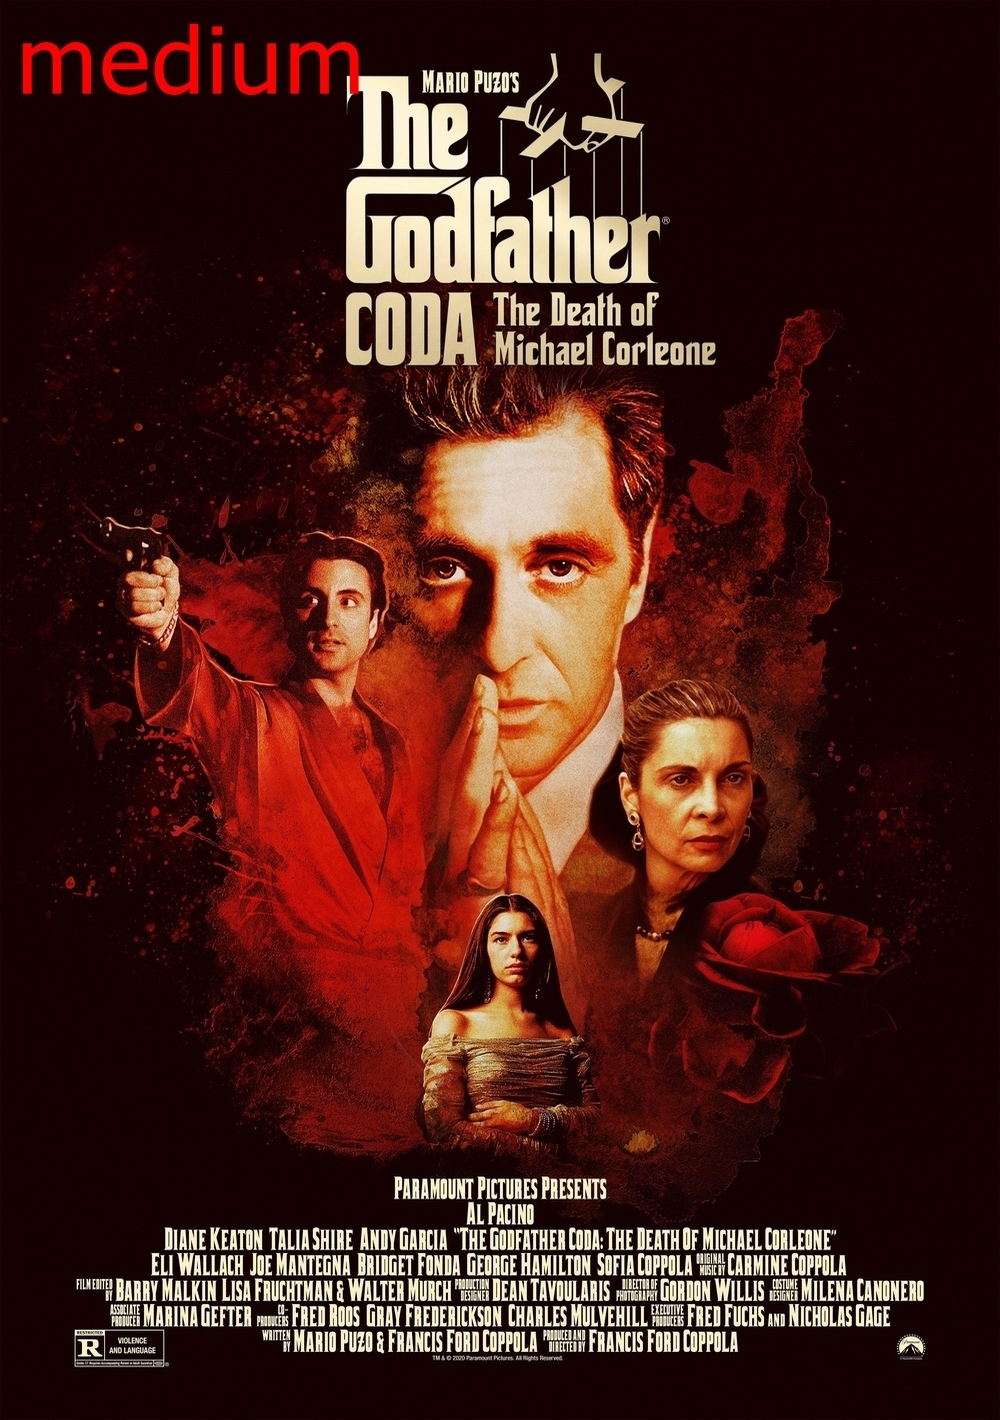 medium
MARIO PUZO'S
The
Godfather®
CODA The Death of
Michael Corleone
PARAMOUNT PICTURES PRESENTS
AL PACINO
DIANE KEATON TALIA SHIRE ANDY GARCIA "THE GODFATHER CODA: THE DEATH OF MICHAEL CORLEONE"
ELI WALLACH JOE MANTEGNA BRIDGET FONDA GEORGE HAMILTON SOFIA COPPOLA ORIGINAL MUSIC BY CARMINE COPPOLA
FILM EDITED BY BARRY MALKIN LISA FRUCHTMAN & WALTER MURCH PRODUCTION DESIGNER DEAN TAVOULARIS DIRECTOR OF PHOTOGRAPHY GORDON WILLIS COSTUME DESIGNER MILENA CANONERO
ASSOCIATE PRODUCER MARINA GEFTER CO-PRODUCERS FRED ROOS GRAY FREDERICKSON CHARLES MULVEHILL EXECUTIVE PRODUCERS FRED FUCHS AND NICHOLAS GAGE
WRITTEN BY MARIO PUZO & FRANCIS FORD COPPOLA PRODUCED AND DIRECTED BY FRANCIS FORD COPPOLA
RESTRICTED
R VIOLENCE
AND LANGUAGE
TM & © 2020 Paramount Pictures. All Rights Reserved.